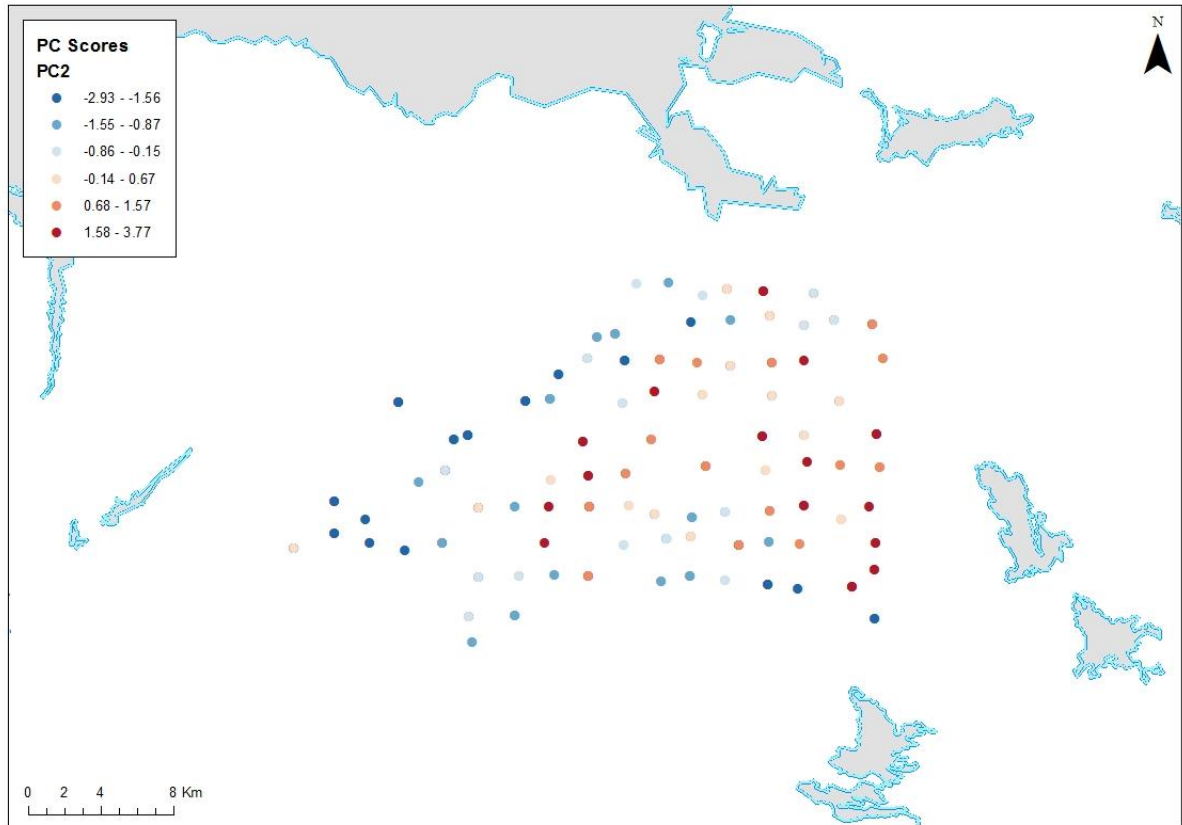 N
PC Scores
PC2
-2.93 - -1.56
-1.55 - -0.87
-0.86 - -0.15
-0.14 - 0.67
0.68 - 1.57
1.58 - 3.77
0 2 4 8 Km